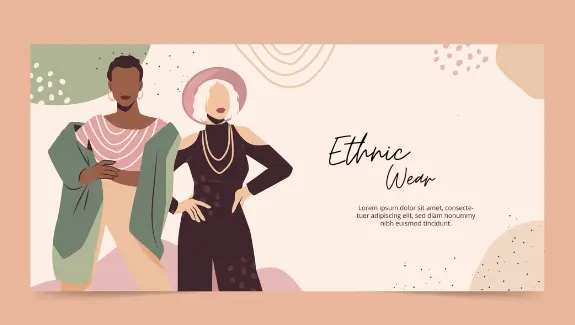 Ethnic
Wear
Lorem ipsum dolor sit amet, consecte-
tuer adipiscing elit, sed diam nonummy
nibh euismod tincidunt.